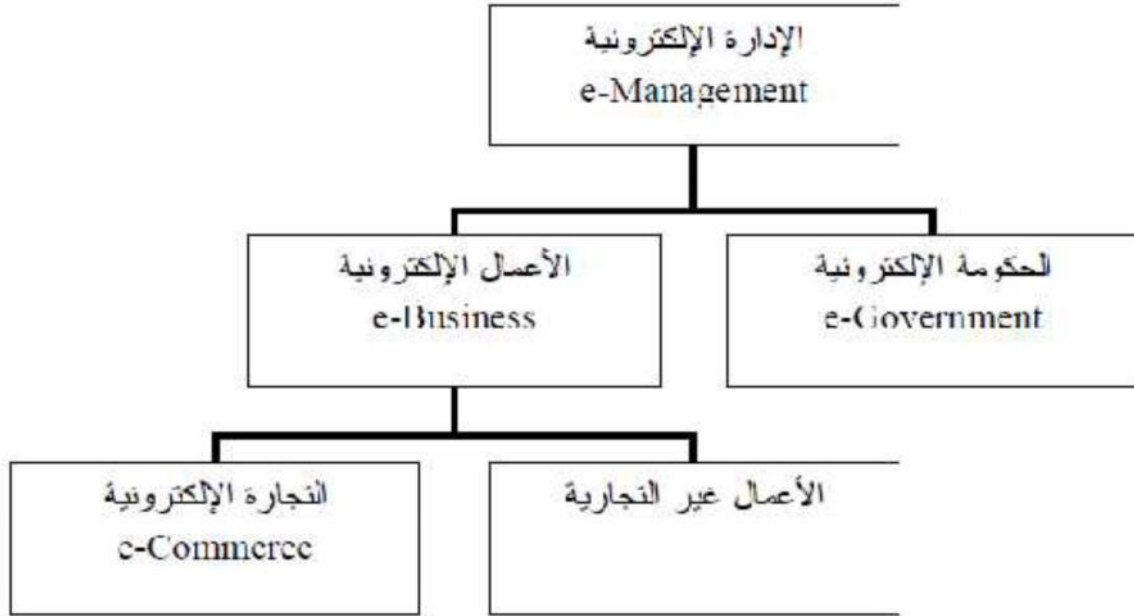 الإدارة الإلكترونية
e-Management
الحكومة الإلكترونية
e-Government
الأعمال الإلكترونية
e-Business
الأعمال غير التجارية
التجارة الإلكترونية
e-Commerce